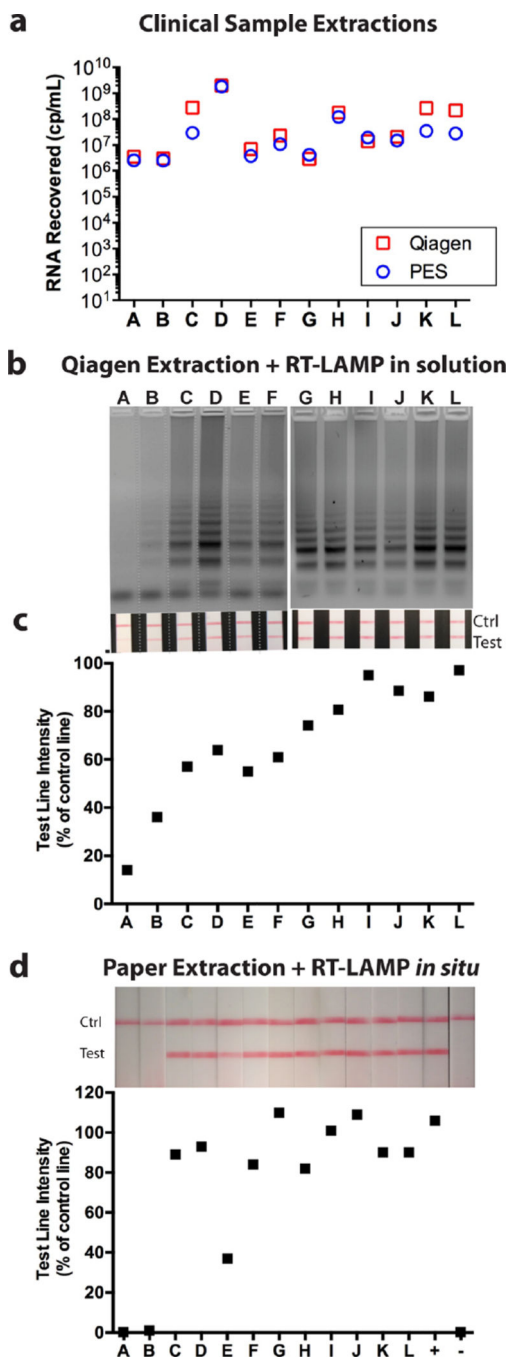 a Clinical Sample Extractions
RNA Recovered (cp/mL)
10^10
10^9
10^8
10^7
10^6
10^5
10^4
10^3
10^2
10^1
Qiagen
PES
A B C D E F G H I J K L
b Qiagen Extraction + RT-LAMP in solution
A B C D E F G H I J K L
Ctrl
Test
c
Test Line Intensity
(% of control line)
100
80
60
40
20
0
A B C D E F G H I J K L
d Paper Extraction + RT-LAMP in situ
Ctrl
Test
Test Line Intensity
(% of control line)
120
100
80
60
40
20
0
A B C D E F G H I J K L + -